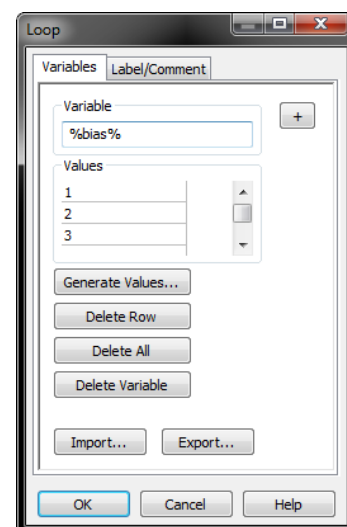 Loop
Variables Label/Comment
Variable
%bias%
+
Values
1
2
3
Generate Values...
Delete Row
Delete All
Delete Variable
Import... Export...
OK Cancel Help